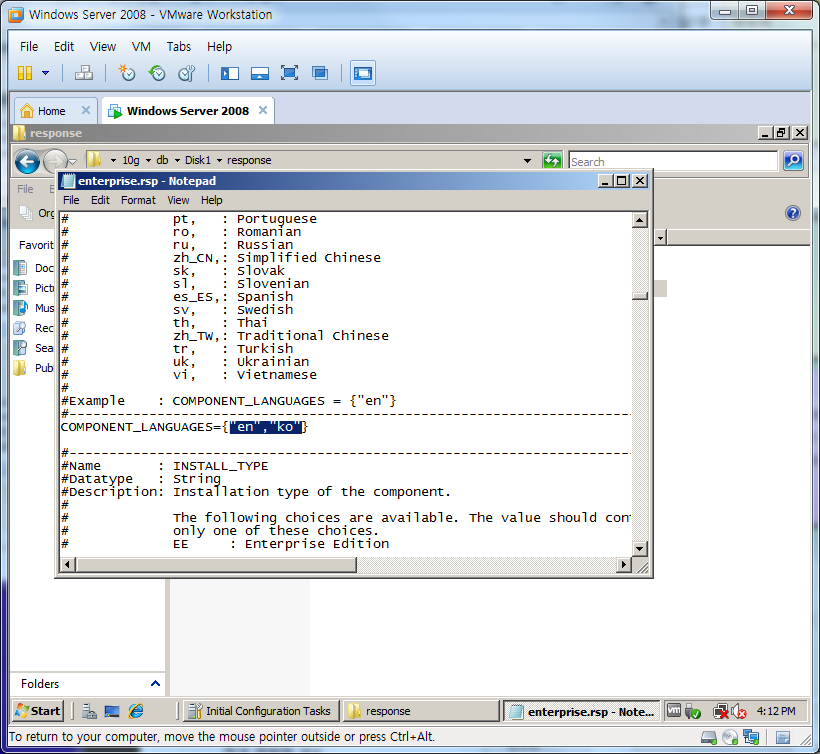 Windows Server 2008 - VMware Workstation
File Edit View VM Tabs Help
Home Windows Server 2008
response
10g db Disk1 response Search
File
Org
enterprise.rsp - Notepad
File Edit Format View Help
Favorit
Doc
Pict
Mus
Rec
Sea
Pub
# pt, : Portuguese
# ro, : Romanian
# ru, : Russian
# zh_CN,: Simplified Chinese
# sk, : Slovak
# sl, : Slovenian
# es_ES,: Spanish
# sv, : Swedish
# th, : Thai
# zh_TW,: Traditional Chinese
# tr, : Turkish
# uk, : Ukrainian
# vi, : Vietnamese
#
#Example : COMPONENT_LANGUAGES = {"en"}
#------------------------------------------------------------------------
COMPONENT_LANGUAGES={"en","ko"}
#------------------------------------------------------------------------
#Name : INSTALL_TYPE
#Datatype : String
#Description: Installation type of the component.
#
# The following choices are available. The value should con
# only one of these choices.
# EE : Enterprise Edition
Folders
Start Initial Configuration Tasks response enterprise.rsp - Note... 4:12 PM
To return to your computer, move the mouse pointer outside or press Ctrl+Alt.